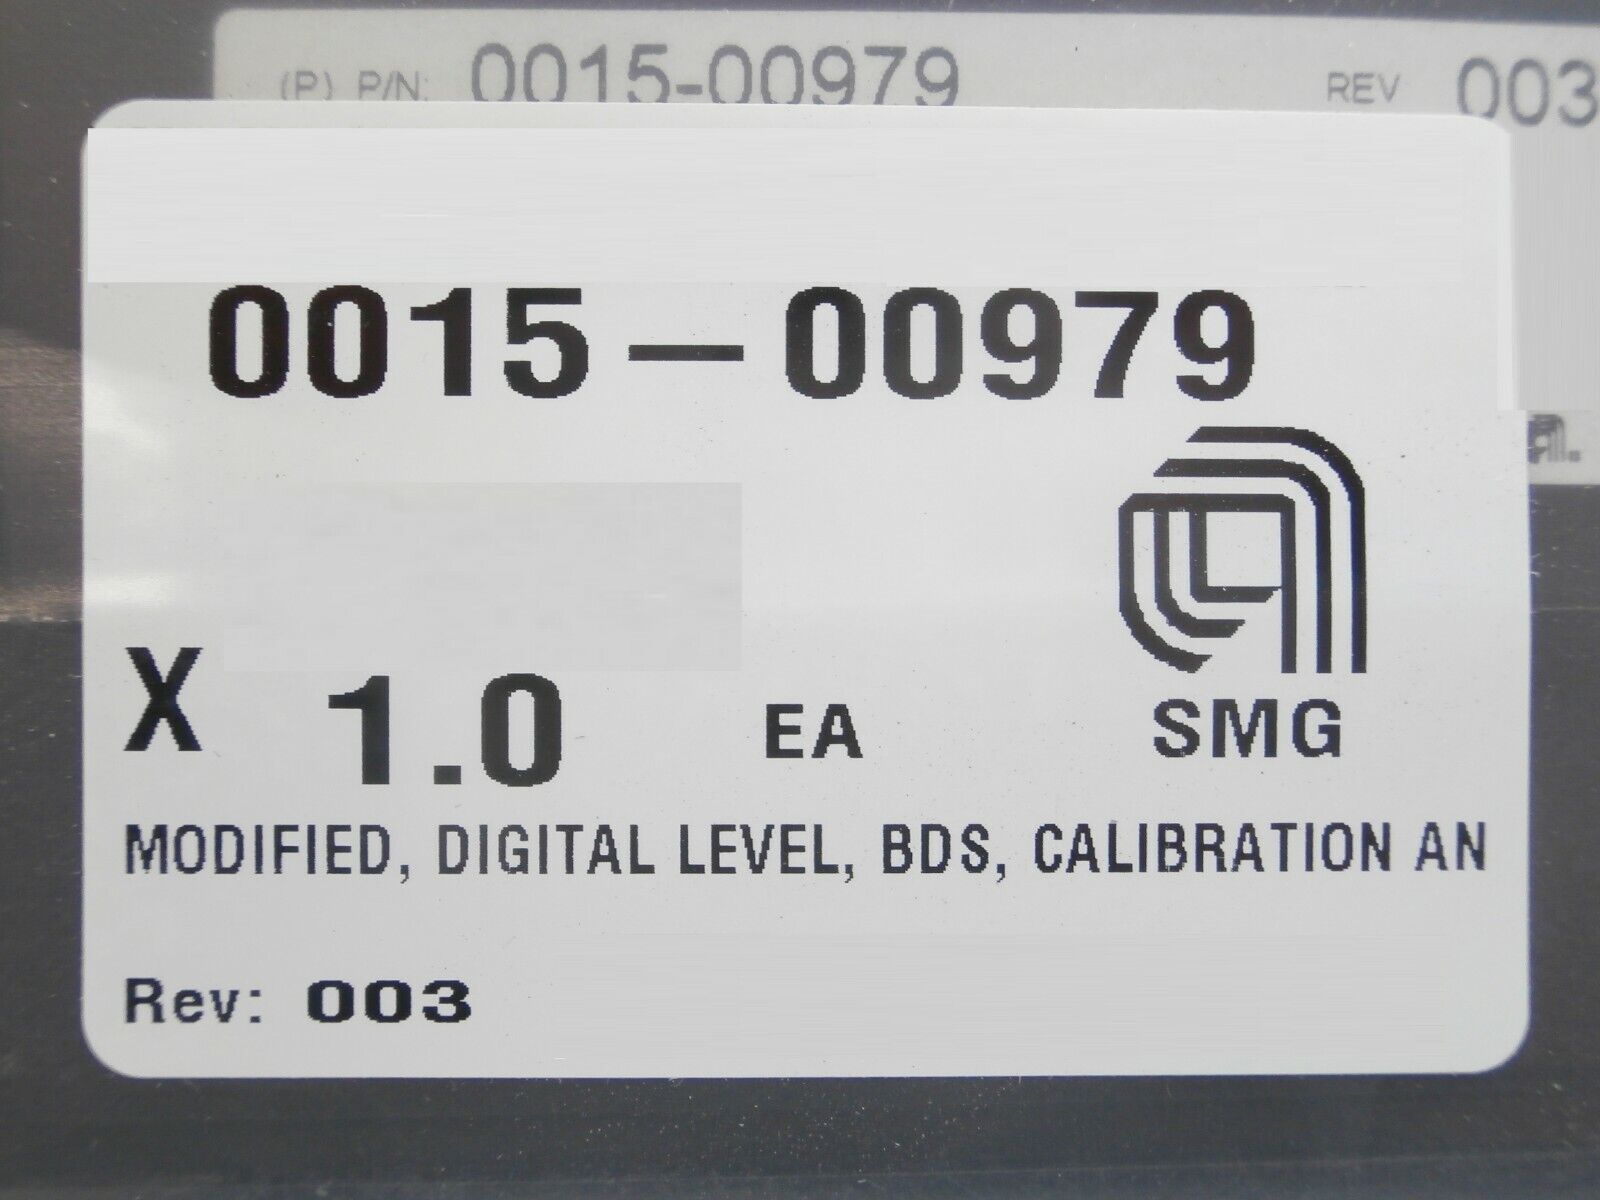 (P) P/N: 0015-00979 REV 003
0015-00979
X 1.0 EA SMG
MODIFIED, DIGITAL LEVEL, BDS, CALIBRATION AN
Rev: 003